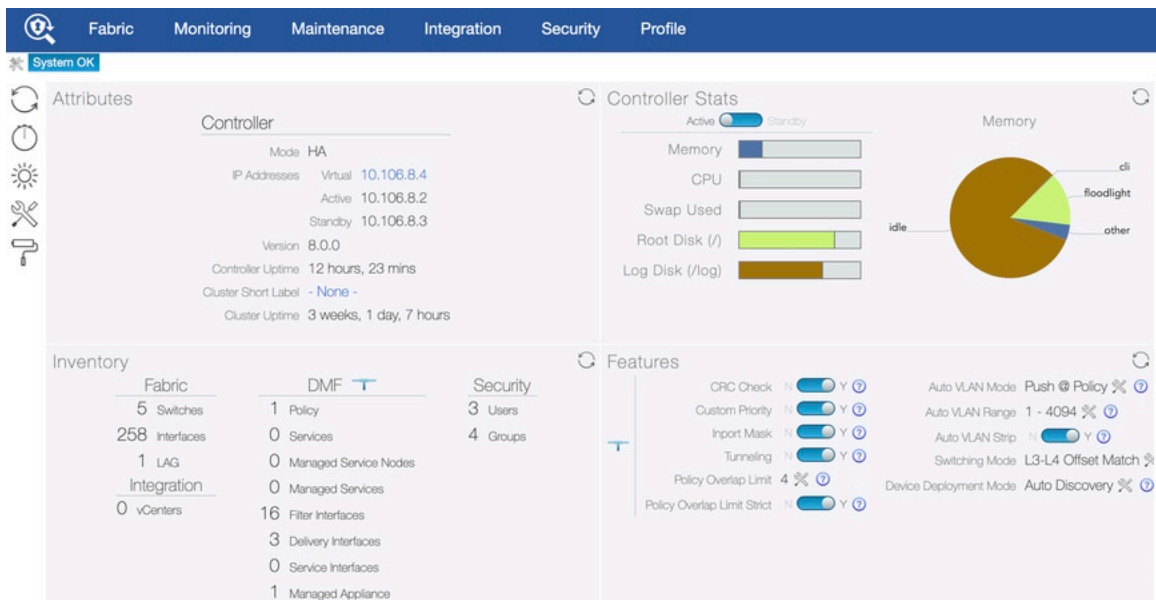 Fabric Monitoring Maintenance Integration Security Profile
System OK
Attributes
Controller
Mode HA
IP Addresses Virtual 10.106.8.4
Active 10.106.8.2
Standby 10.106.8.3
Version 8.0.0
Controller Uptime 12 hours, 23 mins
Cluster Short Label - None -
Cluster Uptime 3 weeks, 1 day, 7 hours
Controller Stats
Active Standby
Memory
CPU
Swap Used
Root Disk (/)
Log Disk (/log)
Memory
cli
floodlight
idle
other
Inventory
Fabric
5 Switches
258 Interfaces
1 LAG
Integration
0 vCenters
DMF
1 Policy
0 Services
0 Managed Service Nodes
0 Managed Services
16 Filter Interfaces
3 Delivery Interfaces
0 Service Interfaces
1 Managed Appliance
Security
3 Users
4 Groups
Features
CRC Check N Y ?
Custom Priority N Y ?
Inport Mask N Y ?
Tunneling N Y ?
Policy Overlap Limit 4 ?
Policy Overlap Limit Strict N Y ?
Auto VLAN Mode Push @ Policy ?
Auto VLAN Range 1 - 4094 ?
Auto VLAN Strip N Y ?
Switching Mode L3-L4 Offset Match
Device Deployment Mode Auto Discovery ?